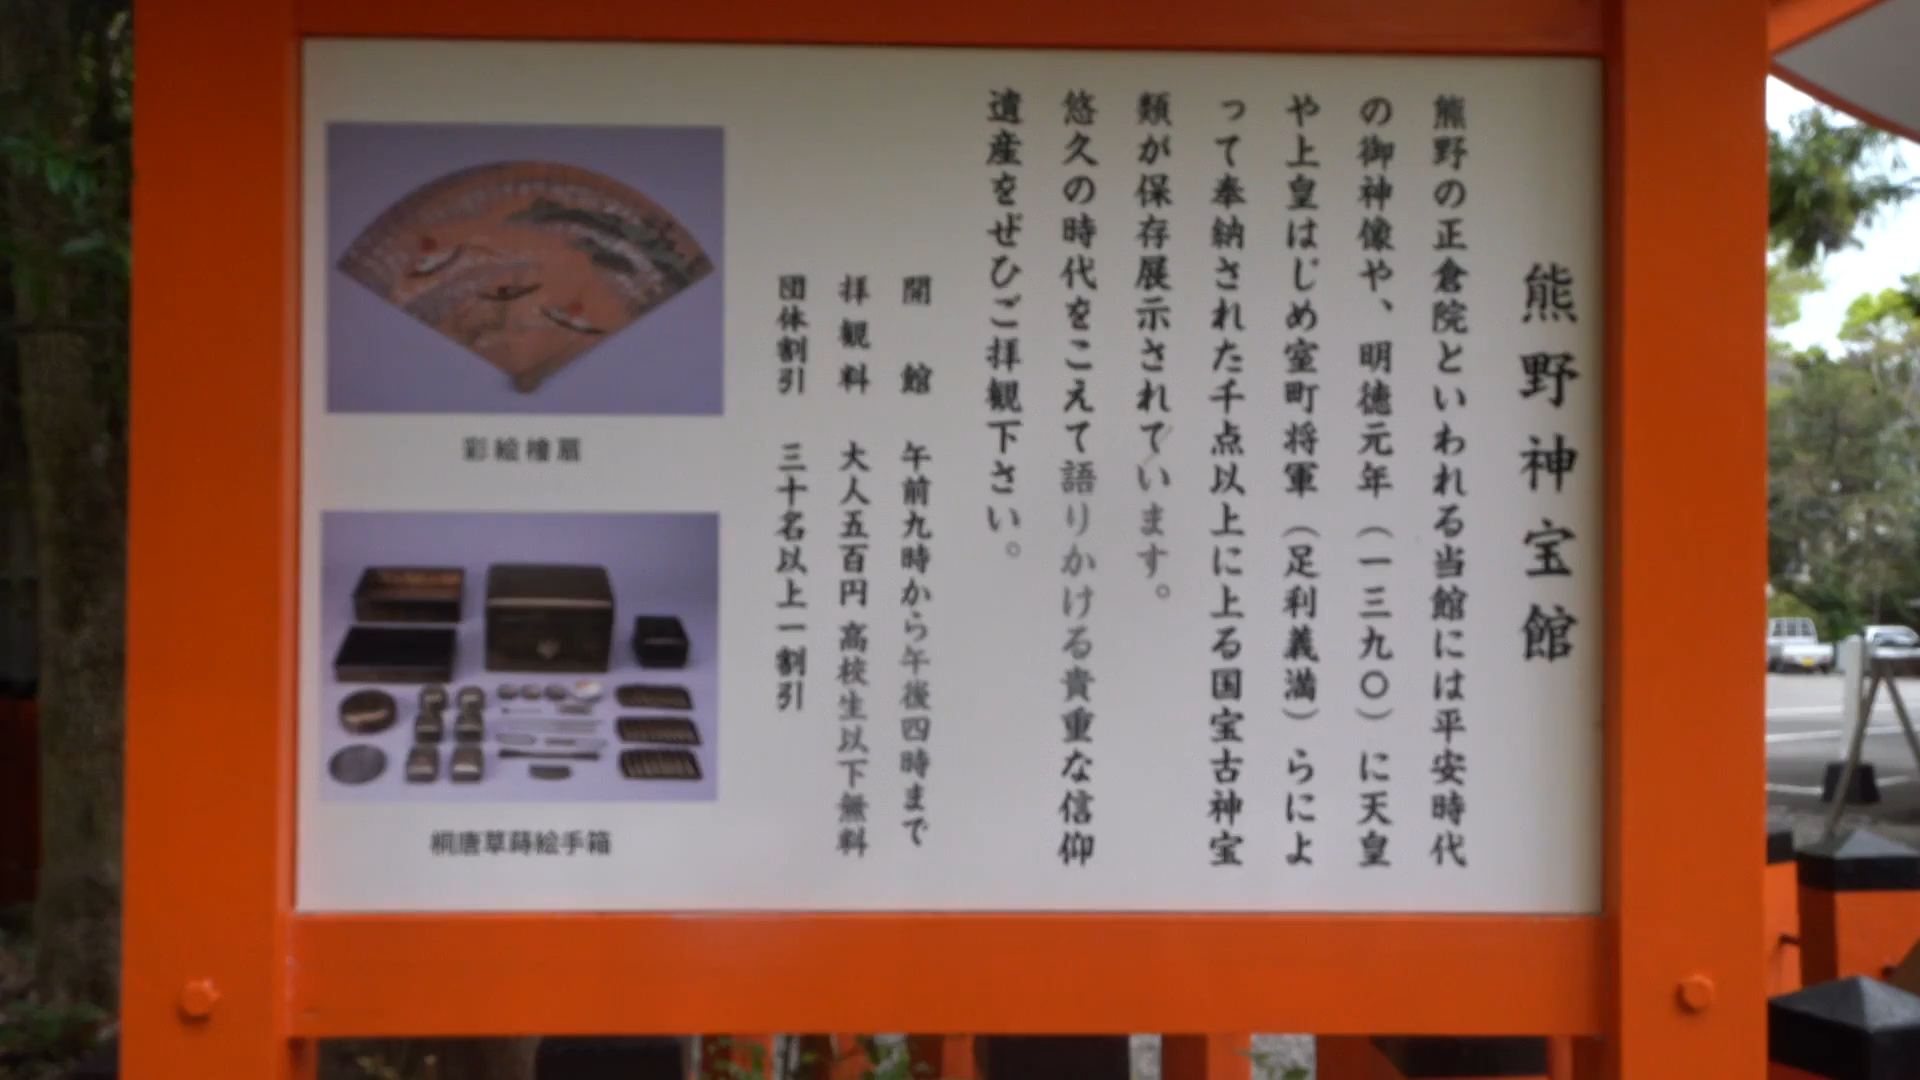 熊野神宝館
熊野の正倉院といわれる当館には平安時代
の御神像や、明徳元年（一三九〇）に天皇
や上皇はじめ室町将軍（足利義満）らによ
って奉納された千点以上に上る国宝古神宝
類が保存展示されています。
悠久の時代をこえて語りかける貴重な信仰
遺産をぜひご拝観下さい。
開館 午前九時から午後四時まで
拝観料 大人五百円 高校生以下無料
団体割引 三十名以上一割引
彩絵檜扇
桐唐草蒔絵手箱